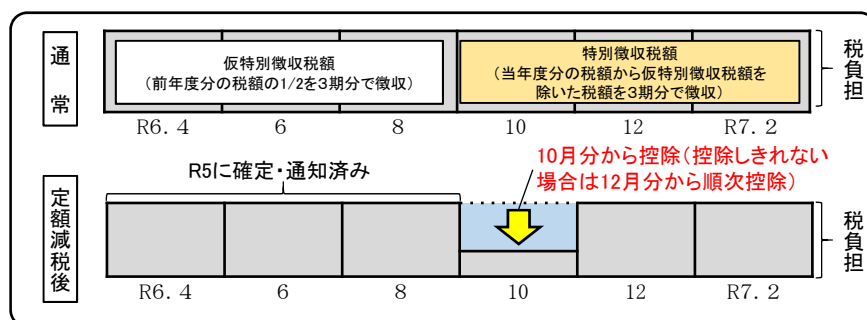 通常
仮特別徴収税額
(前年度分の税額の1/2を3期分で徴収)
特別徴収税額
(当年度分の税額から仮特別徴収税額を
除いた税額を3期分で徴収)
税負担
R6.4 6 8 10 12 R7.2
R5に確定・通知済み
10月分から控除(控除しきれない
場合は12月分から順次控除)
定額減税後
税負担
R6.4 6 8 10 12 R7.2